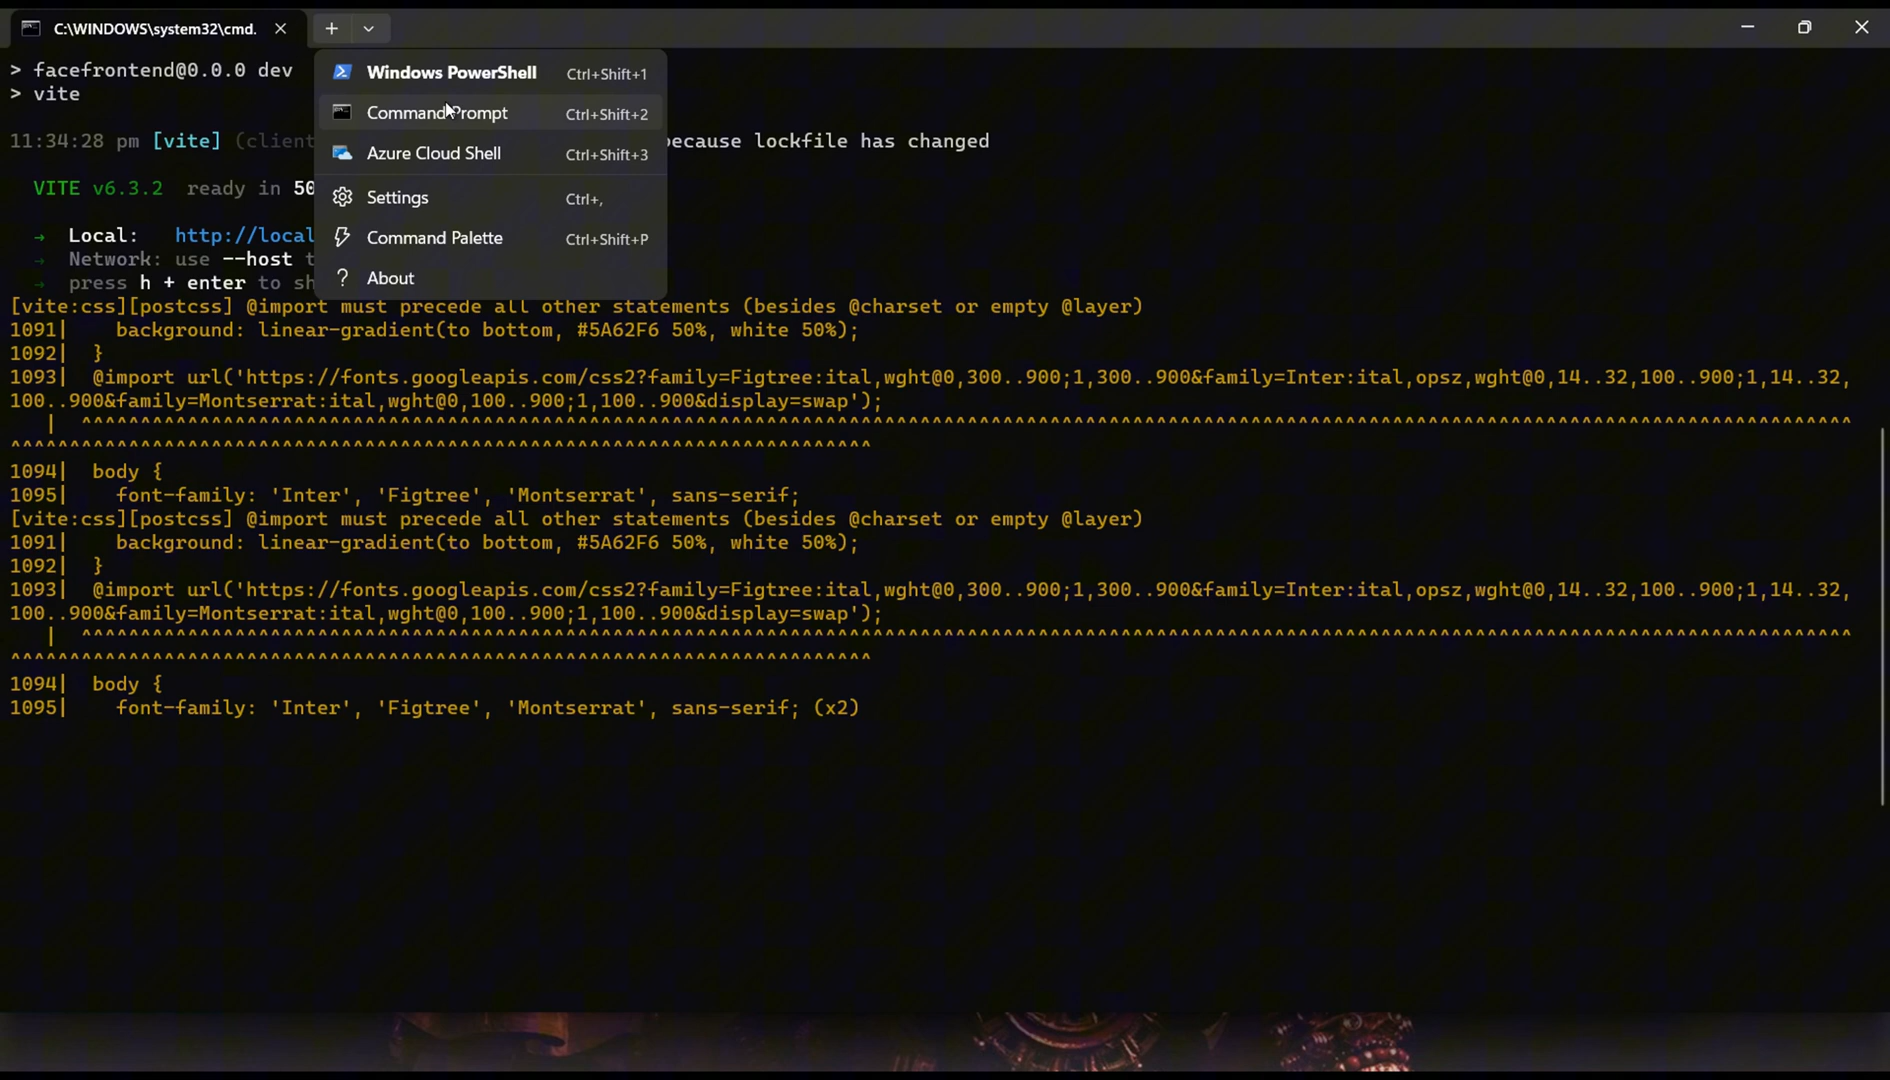 C:\WINDOWS\system32\cmd.
> facefrontend@0.0.0 dev
> vite
Windows PowerShell Ctrl+Shift+1
Command Prompt Ctrl+Shift+2
Azure Cloud Shell Ctrl+Shift+3
Settings Ctrl+,
Command Palette Ctrl+Shift+P
About
11:34:28 pm [vite] (client because lockfile has changed
VITE v6.3.2 ready in 50
→ Local: http://local
→ Network: use --host t
→ press h + enter to sh
[vite:css][postcss] @import must precede all other statements (besides @charset or empty @layer)
1091|    background: linear-gradient(to bottom, #5A62F6 50%, white 50%);
1092|  }
1093|  @import url('https://fonts.googleapis.com/css2?family=Figtree:ital,wght@0,300..900;1,300..900&family=Inter:ital,opsz,wght@0,14..32,100..900;1,14..32,
100..900&family=Montserrat:ital,wght@0,100..900;1,100..900&display=swap');
1094|  body {
1095|    font-family: 'Inter', 'Figtree', 'Montserrat', sans-serif;
[vite:css][postcss] @import must precede all other statements (besides @charset or empty @layer)
1091|    background: linear-gradient(to bottom, #5A62F6 50%, white 50%);
1092|  }
1093|  @import url('https://fonts.googleapis.com/css2?family=Figtree:ital,wght@0,300..900;1,300..900&family=Inter:ital,opsz,wght@0,14..32,100..900;1,14..32,
100..900&family=Montserrat:ital,wght@0,100..900;1,100..900&display=swap');
1094|  body {
1095|    font-family: 'Inter', 'Figtree', 'Montserrat', sans-serif; (x2)